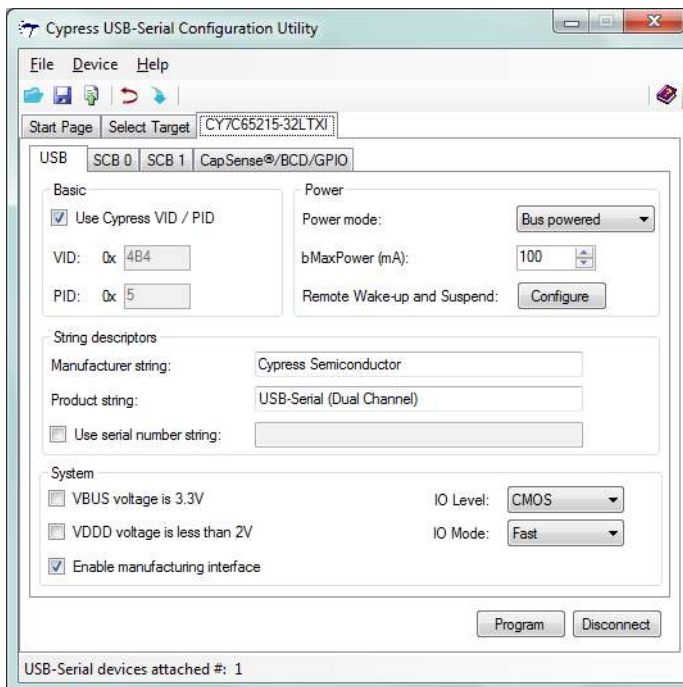 Cypress USB-Serial Configuration Utility
File Device Help
Start Page Select Target CY7C65215-32LTXI
USB SCB 0 SCB 1 CapSense®/BCD/GPIO
Basic
Use Cypress VID / PID
VID: 0x 4B4
PID: 0x 5
Power
Power mode: Bus powered
bMaxPower (mA): 100
Remote Wake-up and Suspend: Configure
String descriptors
Manufacturer string: Cypress Semiconductor
Product string: USB-Serial (Dual Channel)
Use serial number string:
System
VBUS voltage is 3.3V IO Level: CMOS
VDDD voltage is less than 2V IO Mode: Fast
Enable manufacturing interface
Program Disconnect
USB-Serial devices attached #: 1